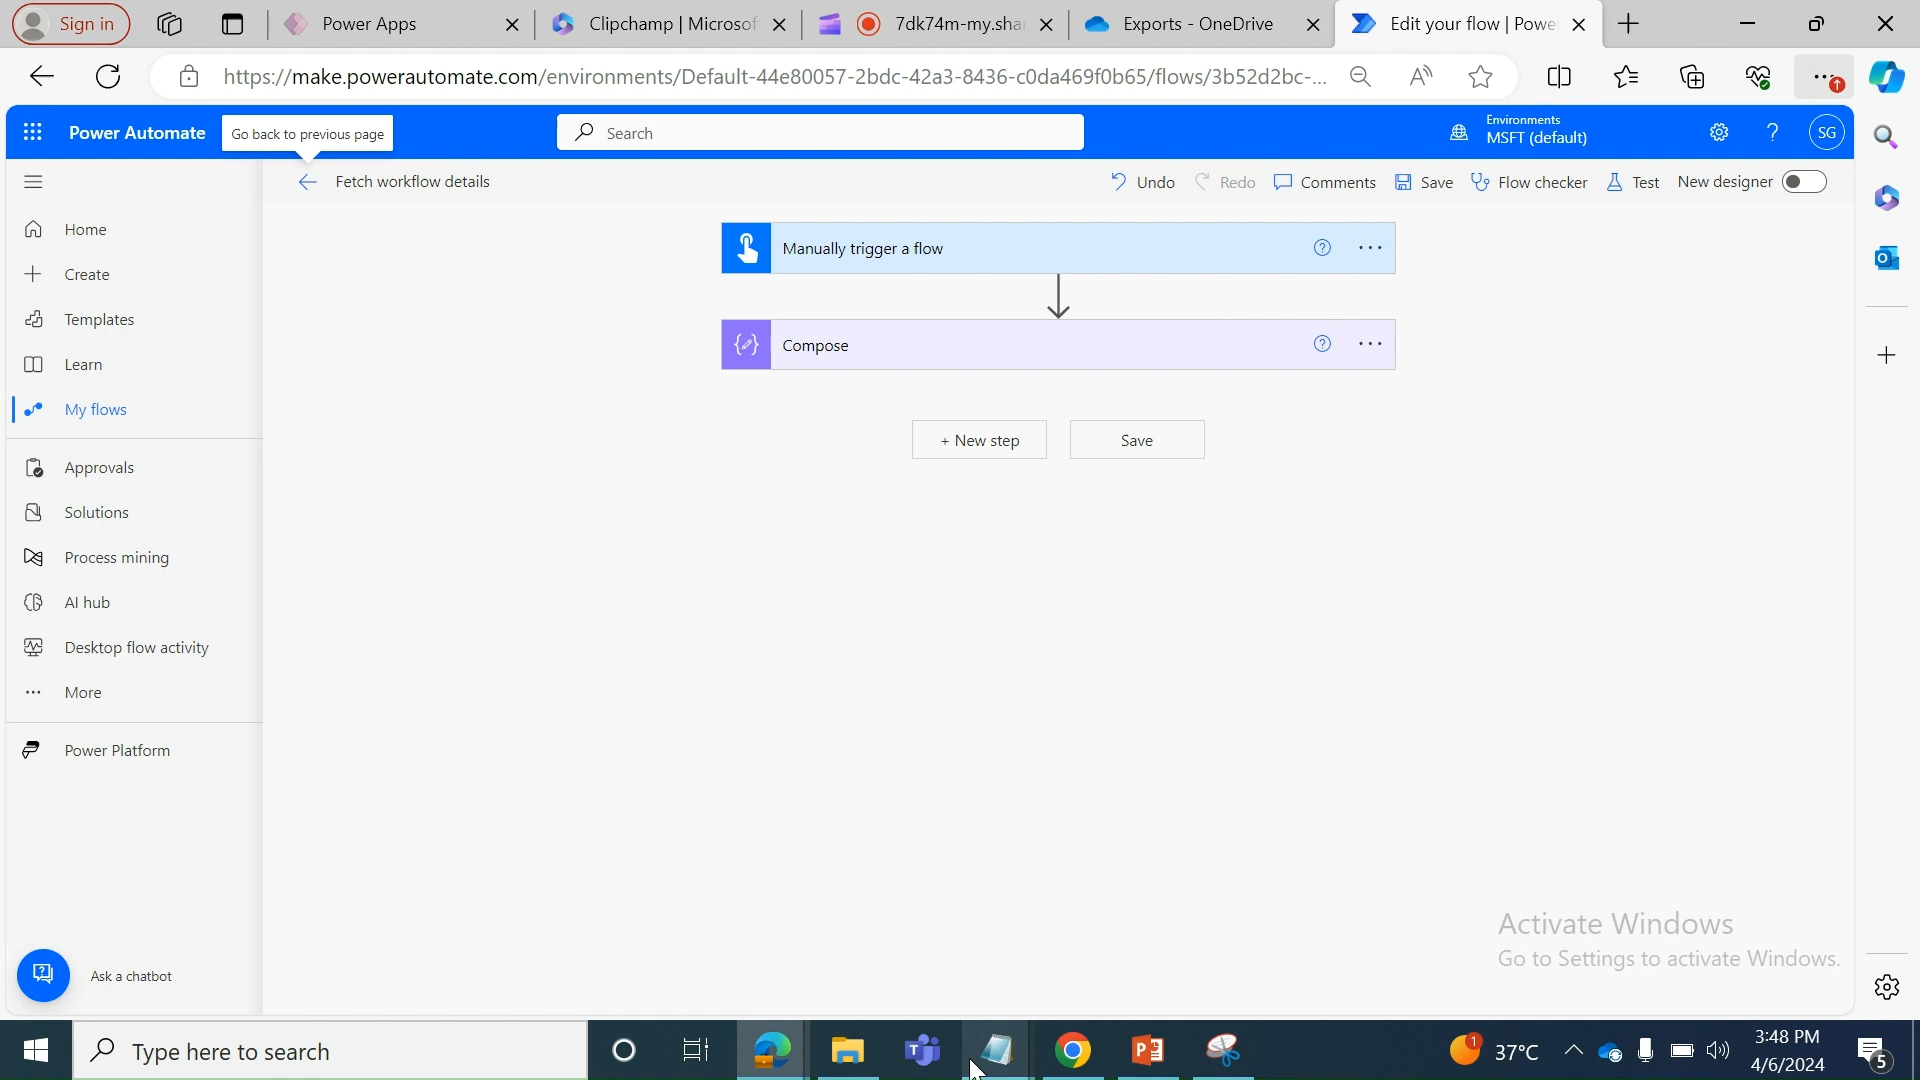 Sign in
Power Apps
Clipchamp | Microsof
7dk74m-my.sha
Exports - OneDrive
Edit your flow | Powe
https://make.powerautomate.com/environments/Default-44e80057-2bdc-42a3-8436-c0da469f0b65/flows/3b52d2bc-...
Power Automate
Go back to previous page
Search
Environments
MSFT (default)
SG
Fetch workflow details
Undo
Redo
Comments
Save
Flow checker
Test
New designer
Home
Create
Templates
Learn
My flows
Approvals
Solutions
Process mining
AI hub
Desktop flow activity
More
Power Platform
Ask a chatbot
Manually trigger a flow
Compose
+ New step
Save
Activate Windows
Go to Settings to activate Windows.
Type here to search
1
37°C
3:48 PM
4/6/2024
5